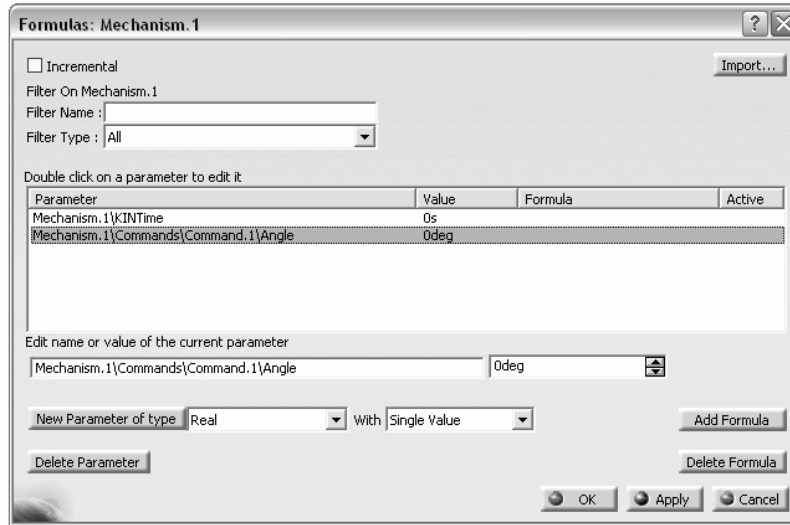 Formulas: Mechanism.1
Incremental
Import...
Filter On Mechanism.1
Filter Name :
Filter Type : All
Double click on a parameter to edit it
Parameter Value Formula Active
Mechanism.1\KINTime 0s
Mechanism.1\Commands\Command.1\Angle 0deg
Edit name or value of the current parameter
Mechanism.1\Commands\Command.1\Angle 0deg
New Parameter of type Real With Single Value Add Formula
Delete Parameter Delete Formula
OK Apply Cancel